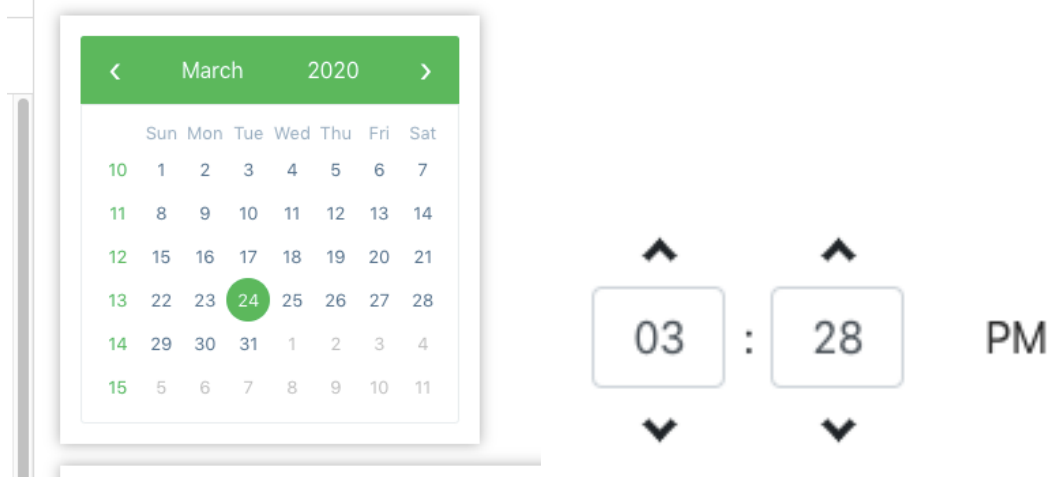 ‹ March 2020 ›
Sun Mon Tue Wed Thu Fri Sat
10 1 2 3 4 5 6 7
11 8 9 10 11 12 13 14
12 15 16 17 18 19 20 21
13 22 23 24 25 26 27 28
14 29 30 31 1 2 3 4
15 5 6 7 8 9 10 11
03 : 28 PM